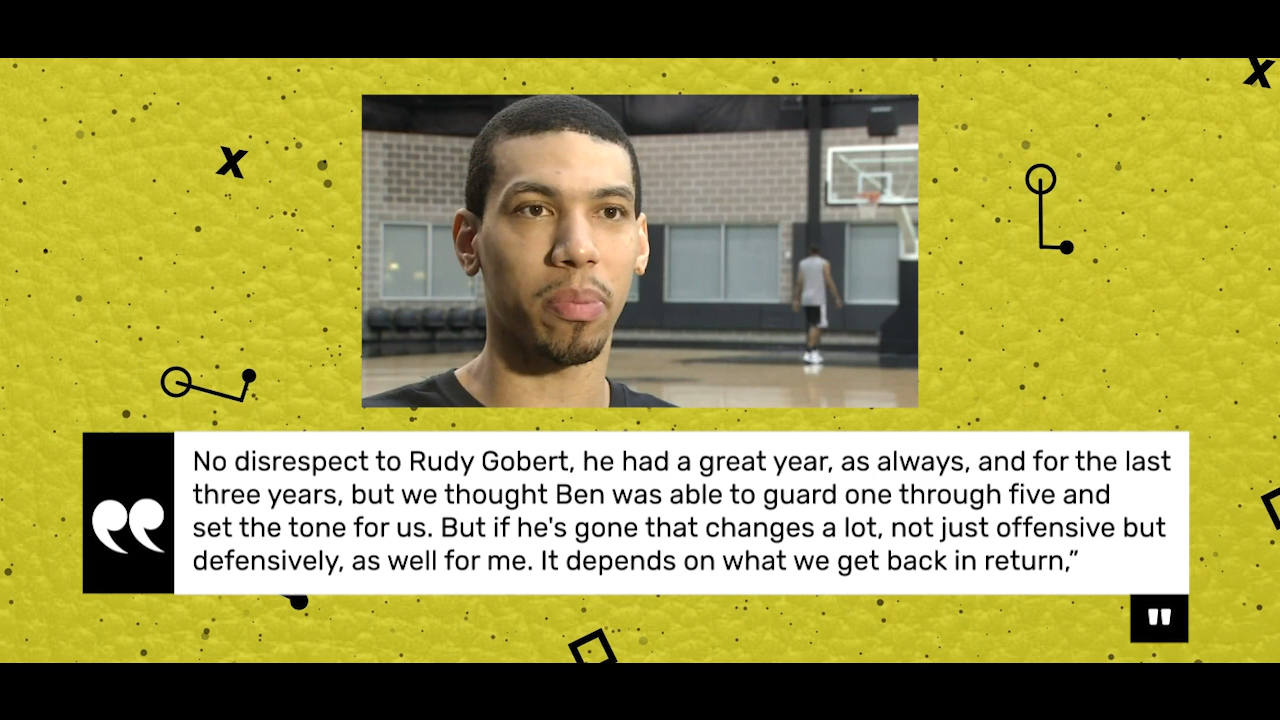 No disrespect to Rudy Gobert, he had a great year, as always, and for the last
three years, but we thought Ben was able to guard one through five and
set the tone for us. But if he's gone that changes a lot, not just offensive but
defensively, as well for me. It depends on what we get back in return,”